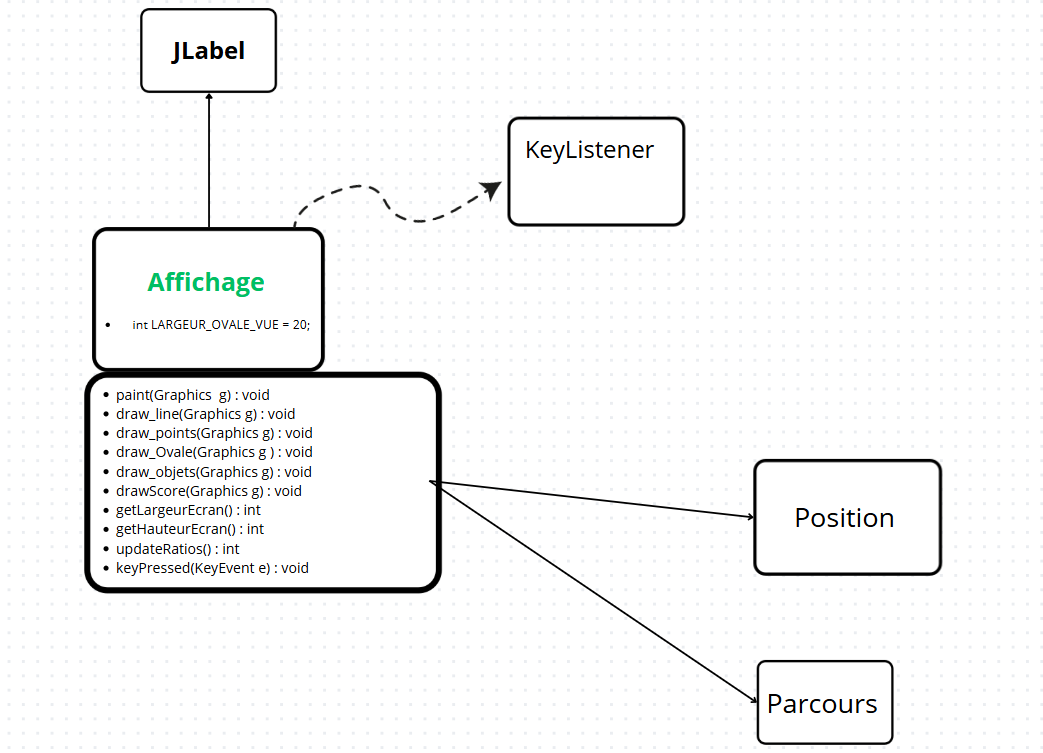 JLabel
KeyListener
Affichage
• int LARGEUR_OVALE_VUE = 20;
• paint(Graphics g) : void
• draw_line(Graphics g) : void
• draw_points(Graphics g) : void
• draw_Ovale(Graphics g ) : void
• draw_objets(Graphics g) : void
• drawScore(Graphics g) : void
• getLargeurEcran() : int
• getHauteurEcran() : int
• updateRatios() : int
• keyPressed(KeyEvent e) : void
Position
Parcours